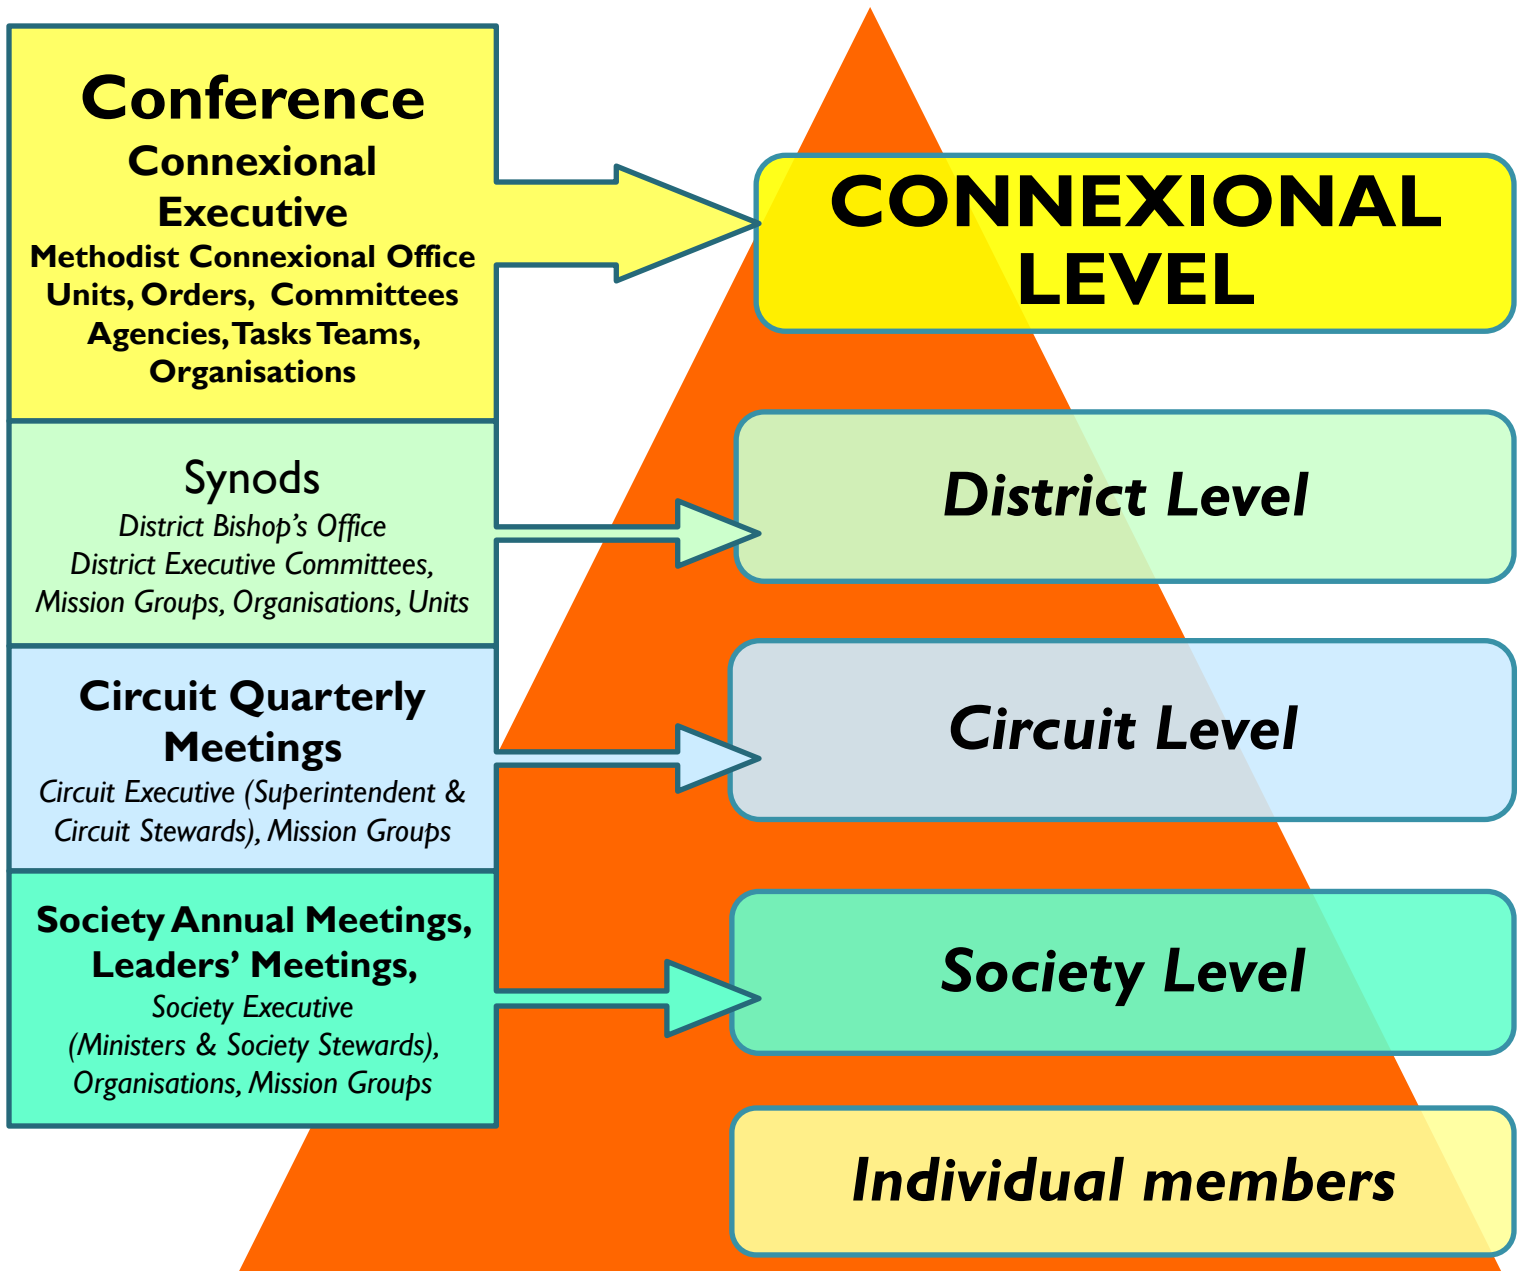 Conference
Connexional
Executive
Methodist Connexional Office
Units, Orders, Committees
Agencies, Tasks Teams,
Organisations
CONNEXIONAL
LEVEL
Synods
District Bishop’s Office
District Executive Committees,
Mission Groups, Organisations, Units
District Level
Circuit Quarterly
Meetings
Circuit Executive (Superintendent &
Circuit Stewards), Mission Groups
Circuit Level
Society Annual Meetings,
Leaders’ Meetings,
Society Executive
(Ministers & Society Stewards),
Organisations, Mission Groups
Society Level
Individual members